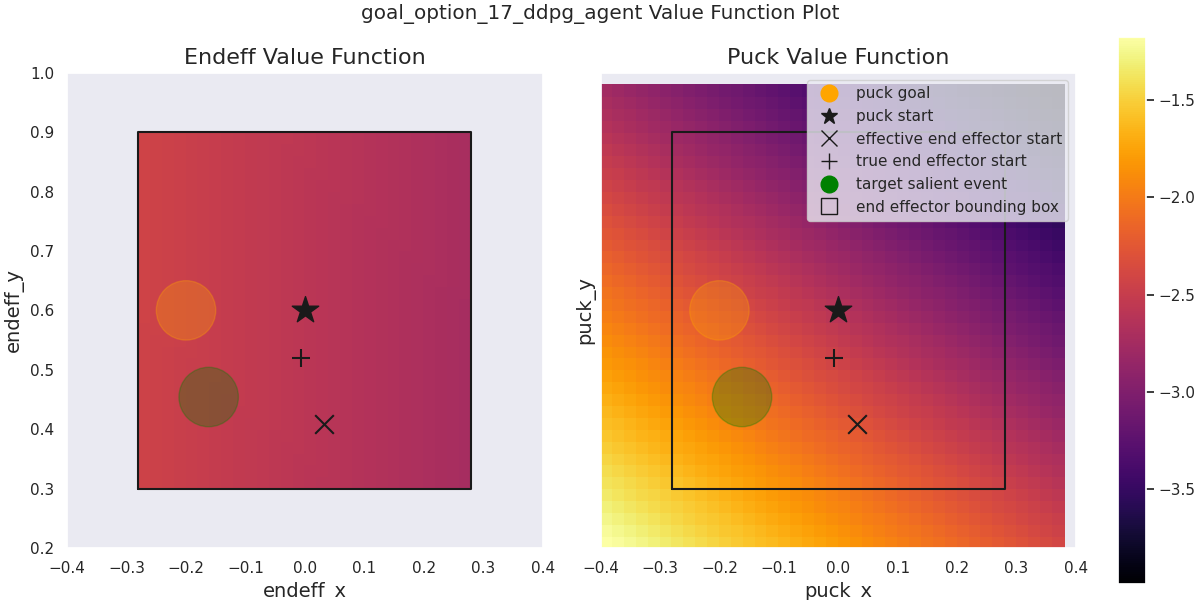 goal_option_17_ddpg_agent Value Function Plot
Endeff Value Function
1.0
0.9
0.8
0.7
0.6
0.5
0.4
0.3
0.2
endeff_y
−0.4 −0.3 −0.2 −0.1 0.0 0.1 0.2 0.3 0.4
endeff_x
Puck Value Function
puck goal
puck start
effective end effector start
true end effector start
target salient event
end effector bounding box
puck_y
−0.4 −0.3 −0.2 −0.1 0.0 0.1 0.2 0.3 0.4
puck_x
−1.5
−2.0
−2.5
−3.0
−3.5